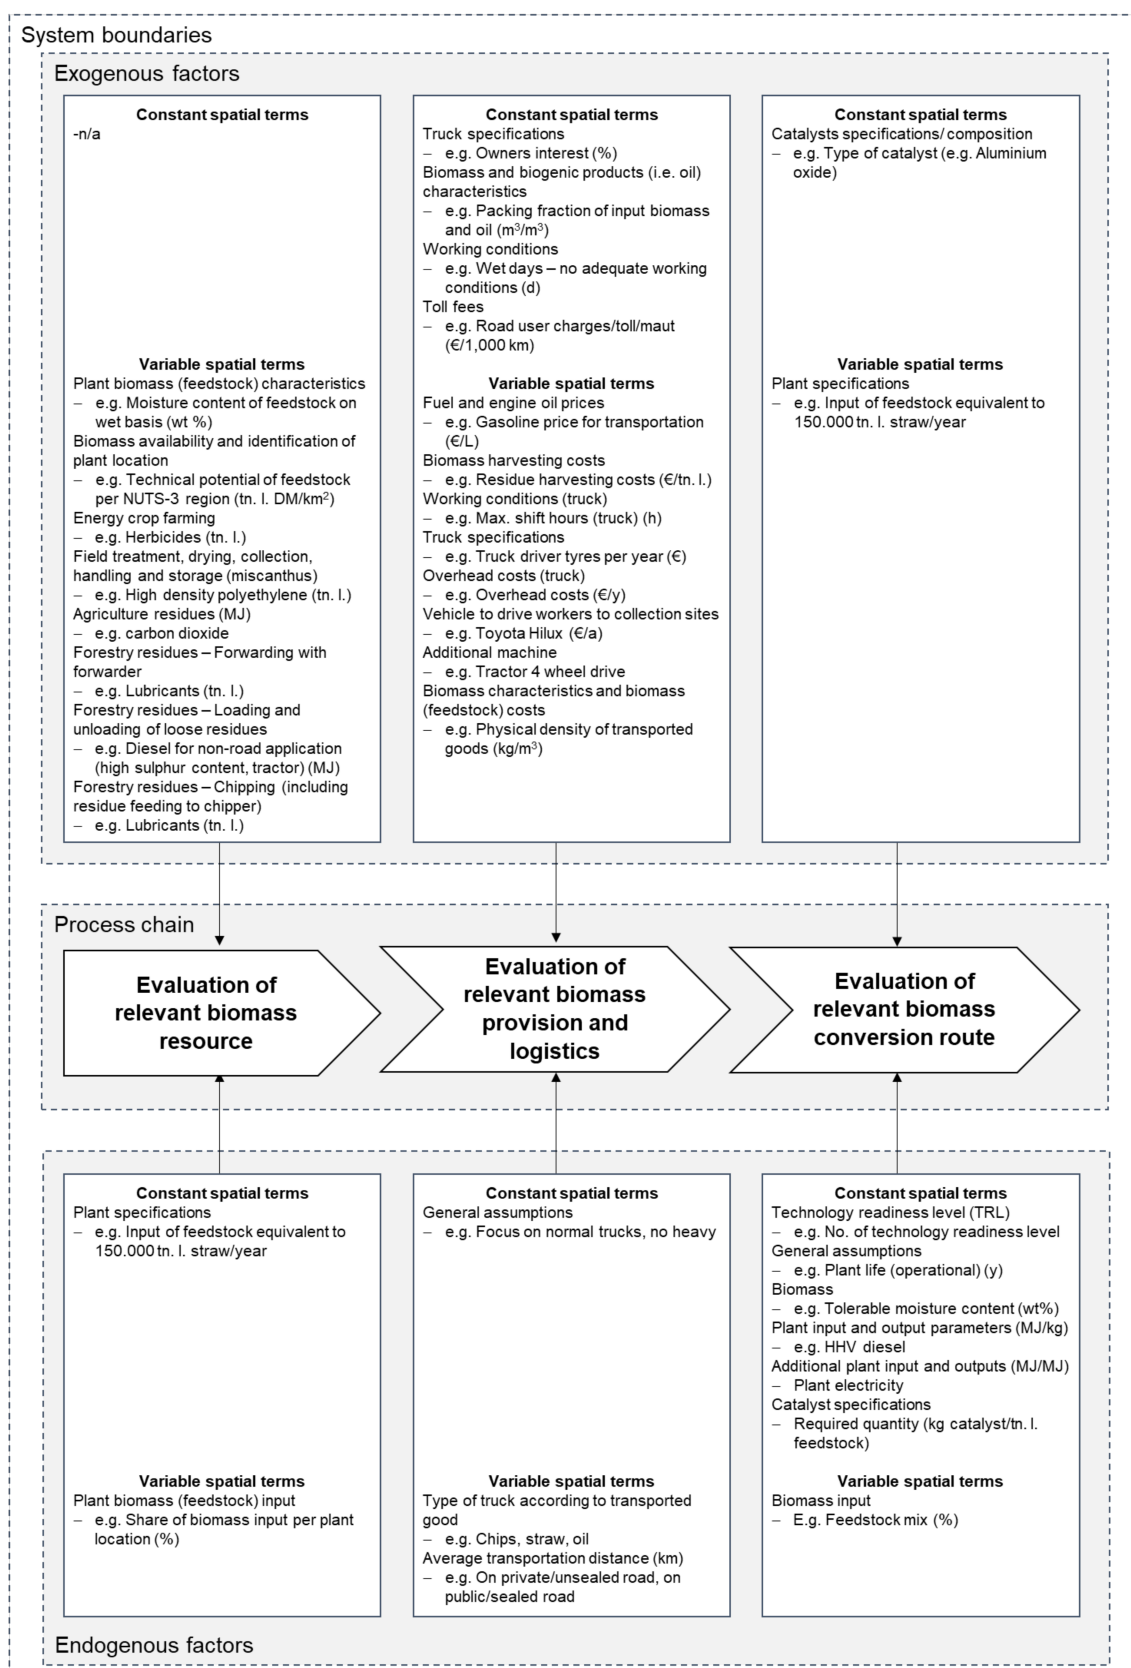 System boundaries
Exogenous factors
Constant spatial terms
-n/a
Variable spatial terms
Plant biomass (feedstock) characteristics
– e.g. Moisture content of feedstock on
wet basis (wt %)
Biomass availability and identification of
plant location
– e.g. Technical potential of feedstock
per NUTS-3 region (tn. l. DM/km²)
Energy crop farming
– e.g. Herbicides (tn. l.)
Field treatment, drying, collection,
handling and storage (miscanthus)
– e.g. High density polyethylene (tn. l.)
Agriculture residues (MJ)
– e.g. carbon dioxide
Forestry residues – Forwarding with
forwarder
– e.g. Lubricants (tn. l.)
Forestry residues – Loading and
unloading of loose residues
– e.g. Diesel for non-road application
(high sulphur content, tractor) (MJ)
Forestry residues – Chipping (including
residue feeding to chipper)
– e.g. Lubricants (tn. l.)
Constant spatial terms
Truck specifications
– e.g. Owners interest (%)
Biomass and biogenic products (i.e. oil)
characteristics
– e.g. Packing fraction of input biomass
and oil (m³/m³)
Working conditions
– e.g. Wet days – no adequate working
conditions (d)
Toll fees
– e.g. Road user charges/toll/maut
(€/1,000 km)
Variable spatial terms
Fuel and engine oil prices
– e.g. Gasoline price for transportation
(€/L)
Biomass harvesting costs
– e.g. Residue harvesting costs (€/tn. l.)
Working conditions (truck)
– e.g. Max. shift hours (truck) (h)
Truck specifications
– e.g. Truck driver tyres per year (€)
Overhead costs (truck)
– e.g. Overhead costs (€/y)
Vehicle to drive workers to collection sites
– e.g. Toyota Hilux (€/a)
Additional machine
– e.g. Tractor 4 wheel drive
Biomass characteristics and biomass
(feedstock) costs
– e.g. Physical density of transported
goods (kg/m³)
Constant spatial terms
Catalysts specifications/ composition
– e.g. Type of catalyst (e.g. Aluminium
oxide)
Variable spatial terms
Plant specifications
– e.g. Input of feedstock equivalent to
150.000 tn. l. straw/year
Process chain
Evaluation of
relevant biomass
resource
Evaluation of
relevant biomass
provision and
logistics
Evaluation of
relevant biomass
conversion route
Constant spatial terms
Plant specifications
– e.g. Input of feedstock equivalent to
150.000 tn. l. straw/year
Variable spatial terms
Plant biomass (feedstock) input
– e.g. Share of biomass input per plant
location (%)
Constant spatial terms
General assumptions
– e.g. Focus on normal trucks, no heavy
Variable spatial terms
Type of truck according to transported
good
– e.g. Chips, straw, oil
Average transportation distance (km)
– e.g. On private/unsealed road, on
public/sealed road
Constant spatial terms
Technology readiness level (TRL)
– e.g. No. of technology readiness level
General assumptions
– e.g. Plant life (operational) (y)
Biomass
– e.g. Tolerable moisture content (wt%)
Plant input and output parameters (MJ/kg)
– e.g. HHV diesel
Additional plant input and outputs (MJ/MJ)
– Plant electricity
Catalyst specifications
– Required quantity (kg catalyst/tn. l.
feedstock)
Variable spatial terms
Biomass input
– E.g. Feedstock mix (%)
Endogenous factors